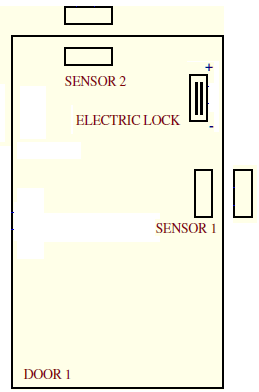 SENSOR 2
+
ELECTRIC LOCK
-
SENSOR 1
DOOR 1